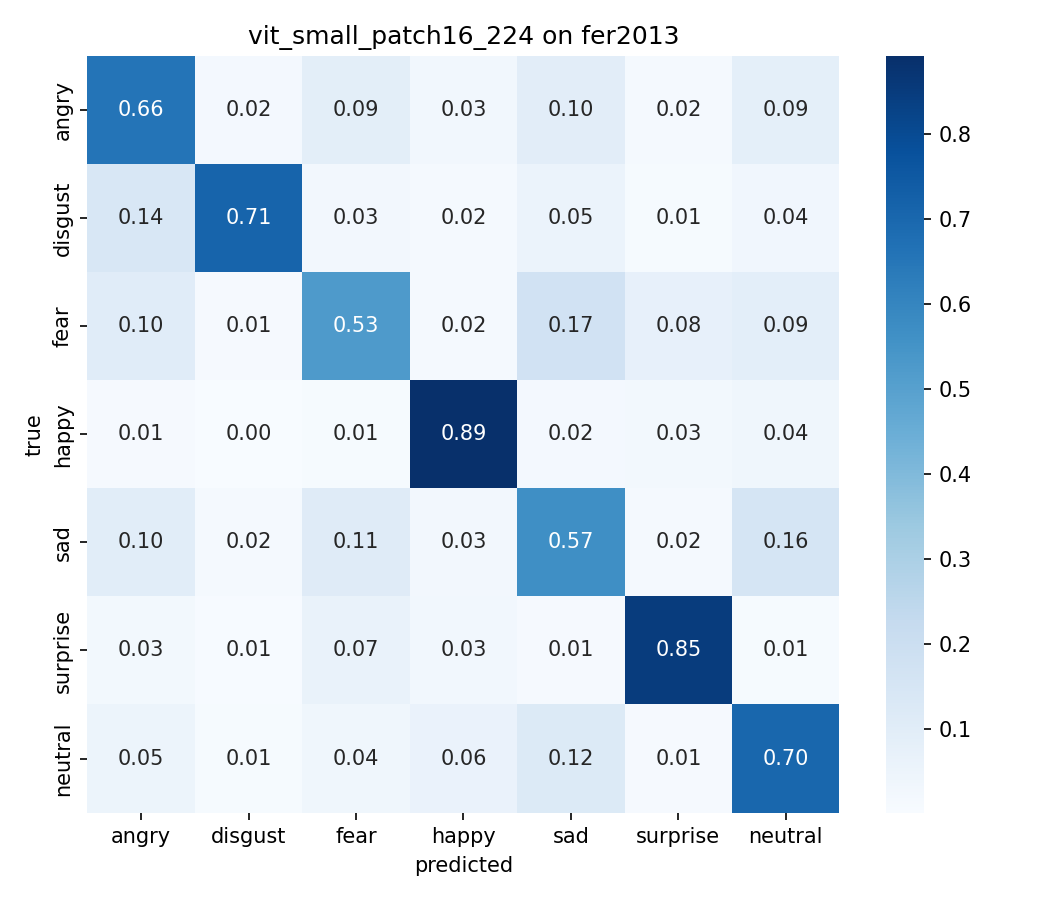 vit_small_patch16_224 on fer2013
angry 0.66 0.02 0.09 0.03 0.10 0.02 0.09
disgust 0.14 0.71 0.03 0.02 0.05 0.01 0.04
fear 0.10 0.01 0.53 0.02 0.17 0.08 0.09
true
happy 0.01 0.00 0.01 0.89 0.02 0.03 0.04
sad 0.10 0.02 0.11 0.03 0.57 0.02 0.16
surprise 0.03 0.01 0.07 0.03 0.01 0.85 0.01
neutral 0.05 0.01 0.04 0.06 0.12 0.01 0.70
angry disgust fear happy sad surprise neutral
predicted
0.8
0.7
0.6
0.5
0.4
0.3
0.2
0.1